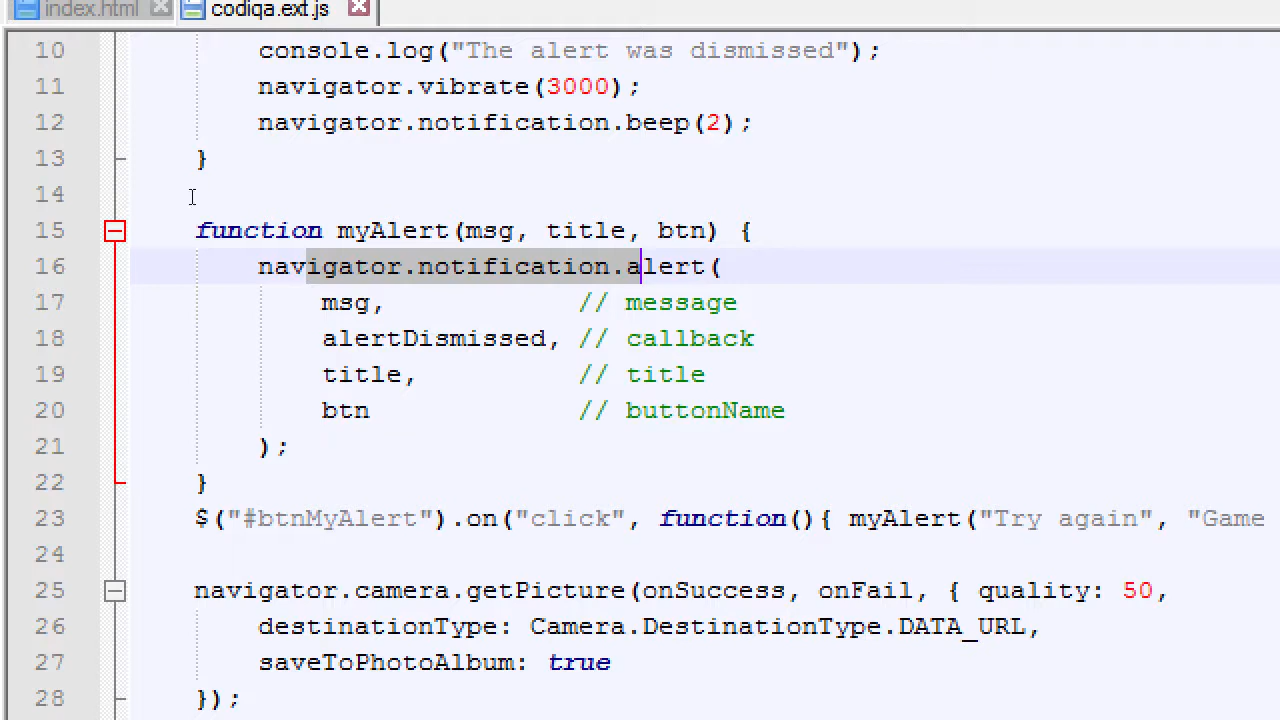 index.html codiqa.ext.js
10 console.log("The alert was dismissed");
11 navigator.vibrate(3000);
12 navigator.notification.beep(2);
13 }
14
15 function myAlert(msg, title, btn) {
16 navigator.notification.alert(
17 msg, // message
18 alertDismissed, // callback
19 title, // title
20 btn // buttonName
21 );
22 }
23 $("#btnMyAlert").on("click", function(){ myAlert("Try again", "Game
24
25 navigator.camera.getPicture(onSuccess, onFail, { quality: 50,
26 destinationType: Camera.DestinationType.DATA_URL,
27 saveToPhotoAlbum: true
28 });